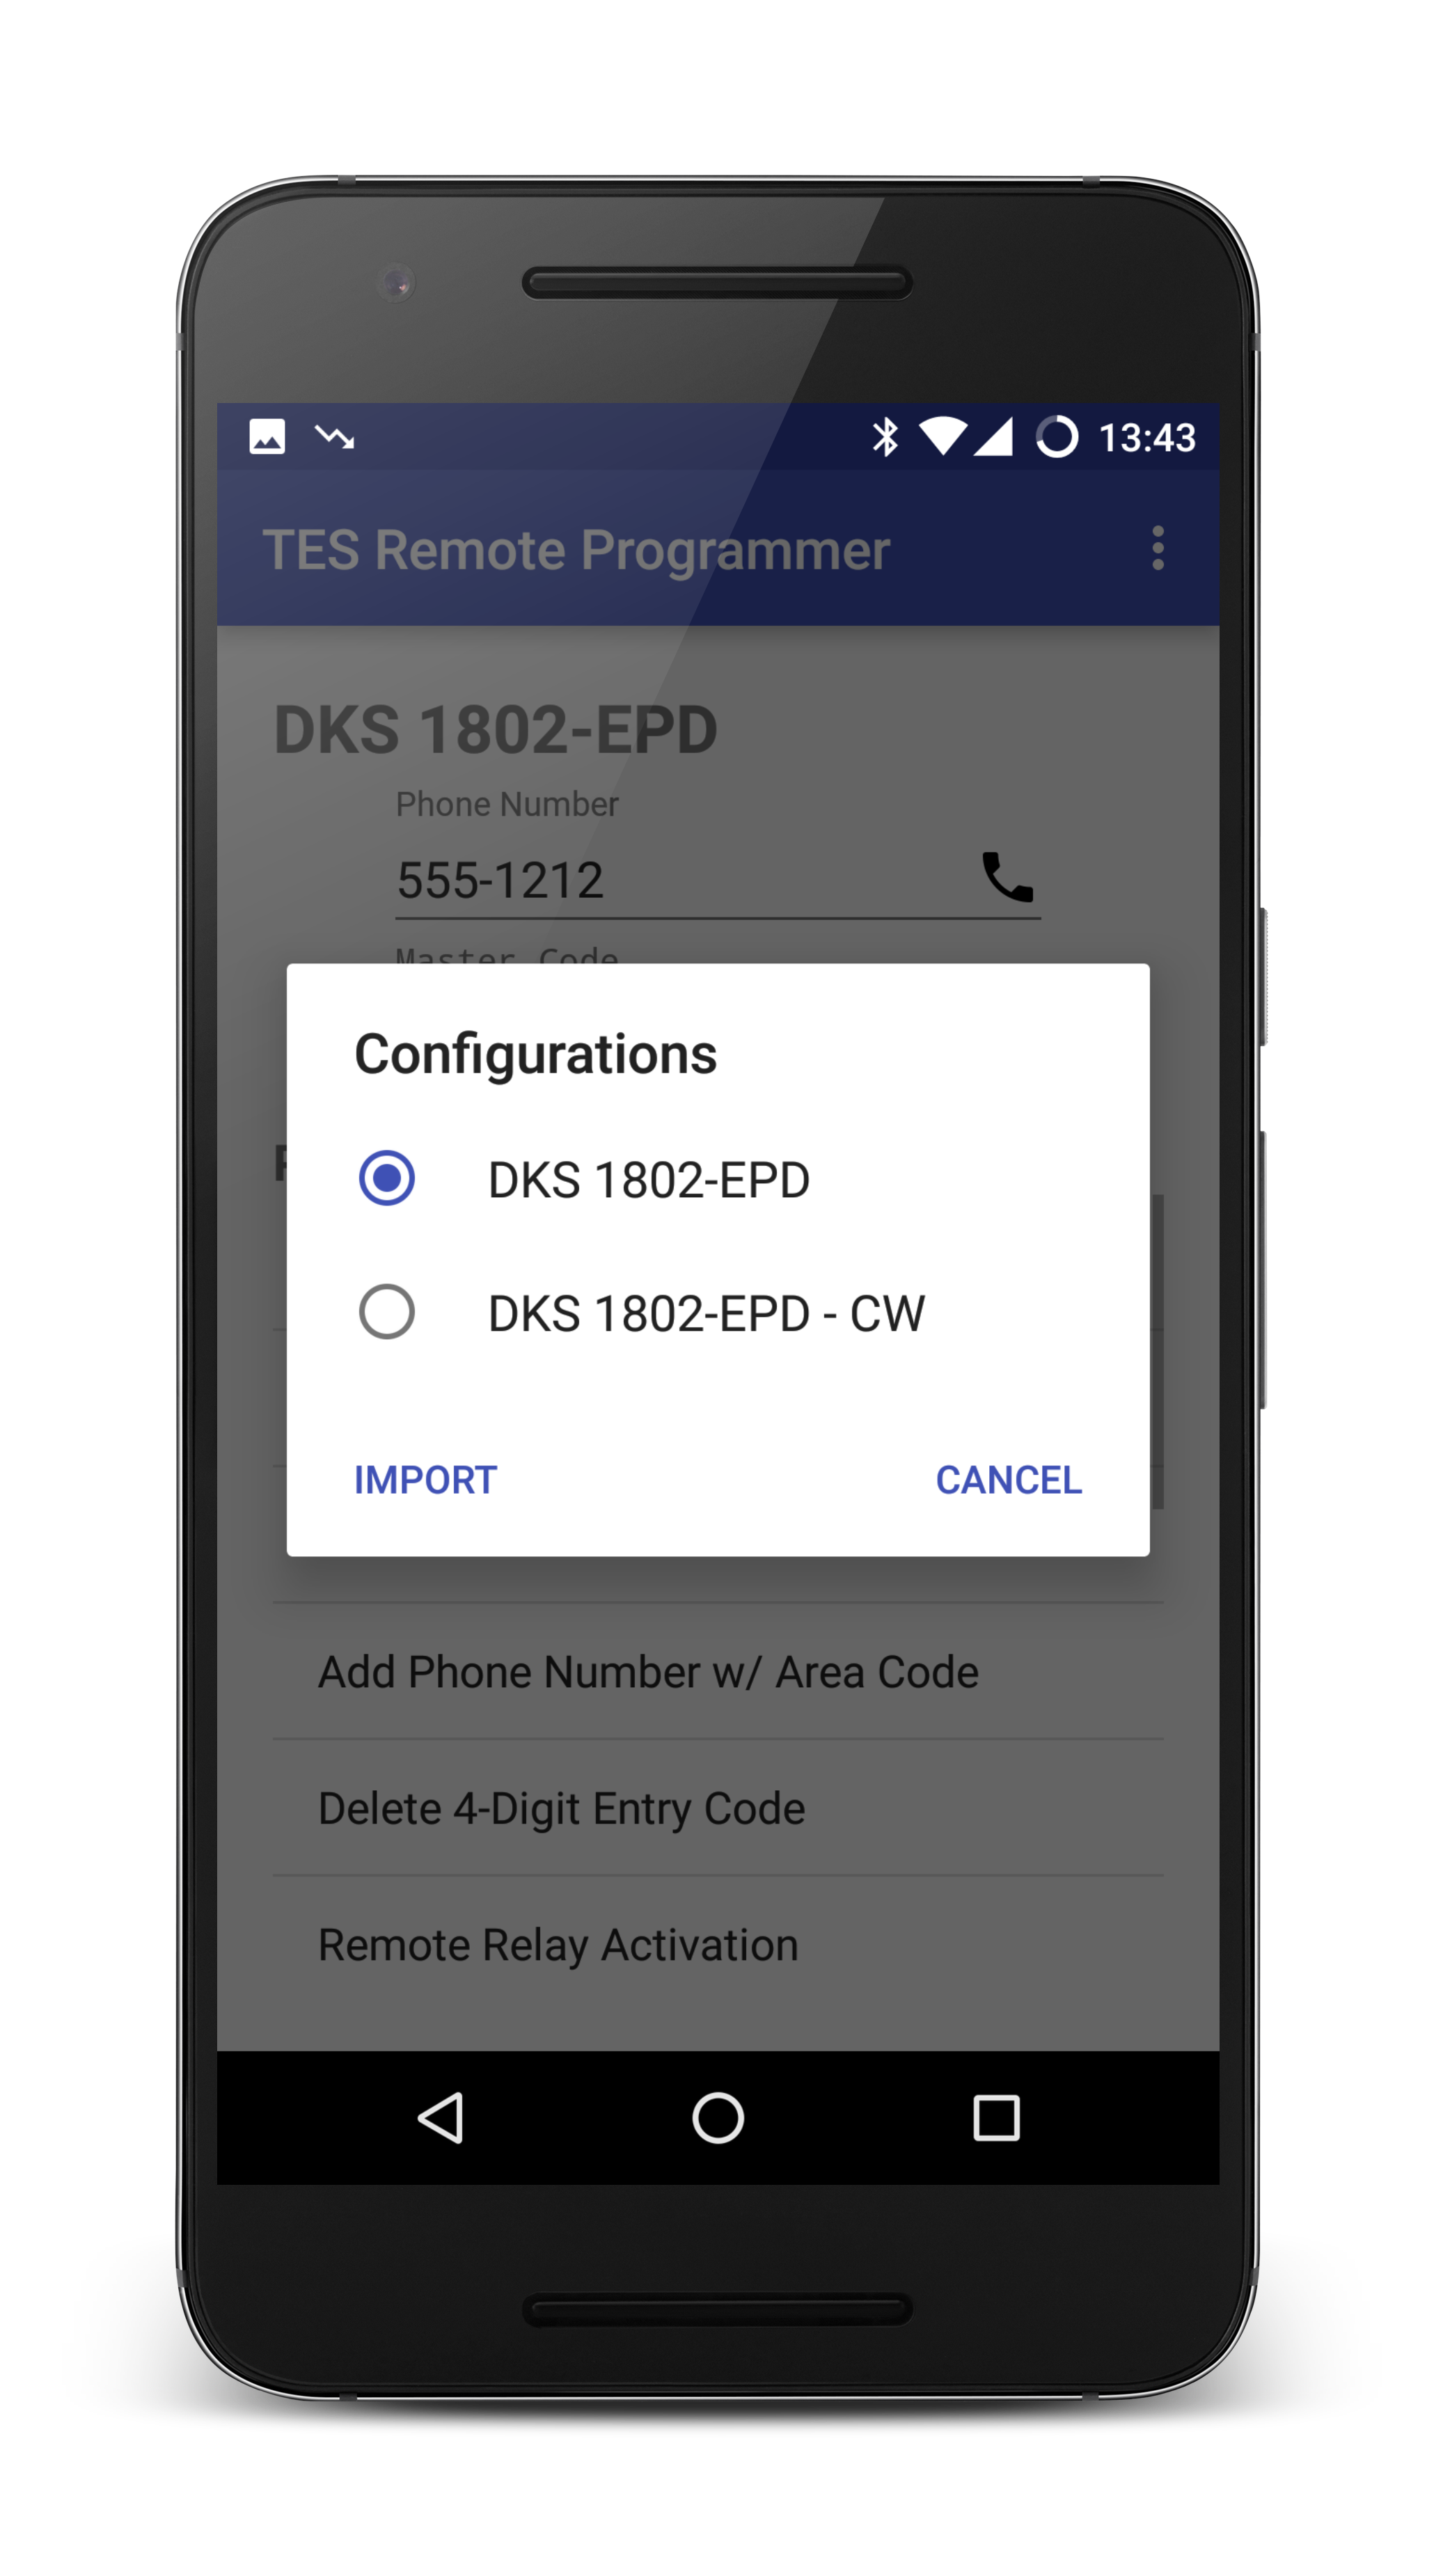 13:43
TES Remote Programmer
DKS 1802-EPD
Phone Number
555-1212
Master Code
Configurations
DKS 1802-EPD
DKS 1802-EPD - CW
IMPORT
CANCEL
Add Phone Number w/ Area Code
Delete 4-Digit Entry Code
Remote Relay Activation